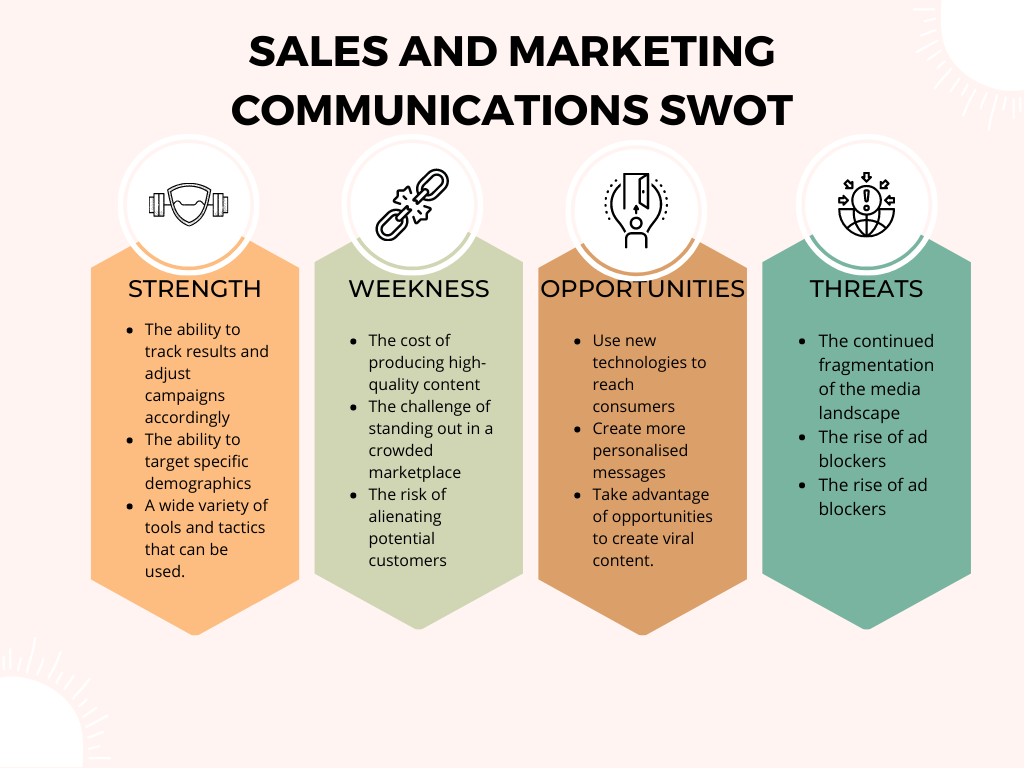 SALES AND MARKETING
COMMUNICATIONS SWOT
STRENGTH
• The ability to
track results and
adjust
campaigns
accordingly
• The ability to
target specific
demographics
• A wide variety of
tools and tactics
that can be
used.
WEEKNESS
• The cost of
producing high-
quality content
• The challenge of
standing out in a
crowded
marketplace
• The risk of
alienating
potential
customers
OPPORTUNITIES
• Use new
technologies to
reach
consumers
• Create more
personalised
messages
• Take advantage
of opportunities
to create viral
content.
THREATS
• The continued
fragmentation
of the media
landscape
• The rise of ad
blockers
• The rise of ad
blockers